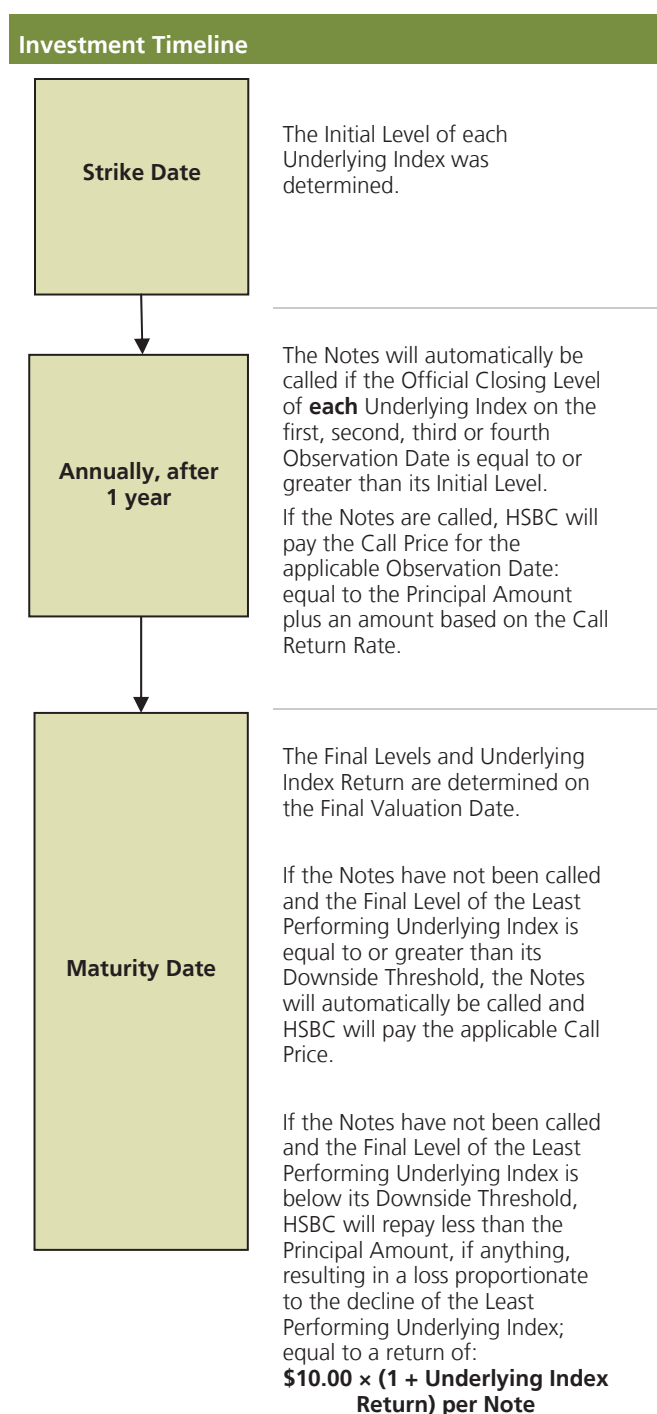 Investment Timeline
Strike Date
The Initial Level of each
Underlying Index was
determined.
Annually, after
1 year
The Notes will automatically be
called if the Official Closing Level
of each Underlying Index on the
first, second, third or fourth
Observation Date is equal to or
greater than its Initial Level.
If the Notes are called, HSBC will
pay the Call Price for the
applicable Observation Date:
equal to the Principal Amount
plus an amount based on the Call
Return Rate.
Maturity Date
The Final Levels and Underlying
Index Return are determined on
the Final Valuation Date.
If the Notes have not been called
and the Final Level of the Least
Performing Underlying Index is
equal to or greater than its
Downside Threshold, the Notes
will automatically be called and
HSBC will pay the applicable Call
Price.
If the Notes have not been called
and the Final Level of the Least
Performing Underlying Index is
below its Downside Threshold,
HSBC will repay less than the
Principal Amount, if anything,
resulting in a loss proportionate
to the decline of the Least
Performing Underlying Index;
equal to a return of:
$10.00 × (1 + Underlying Index
Return) per Note